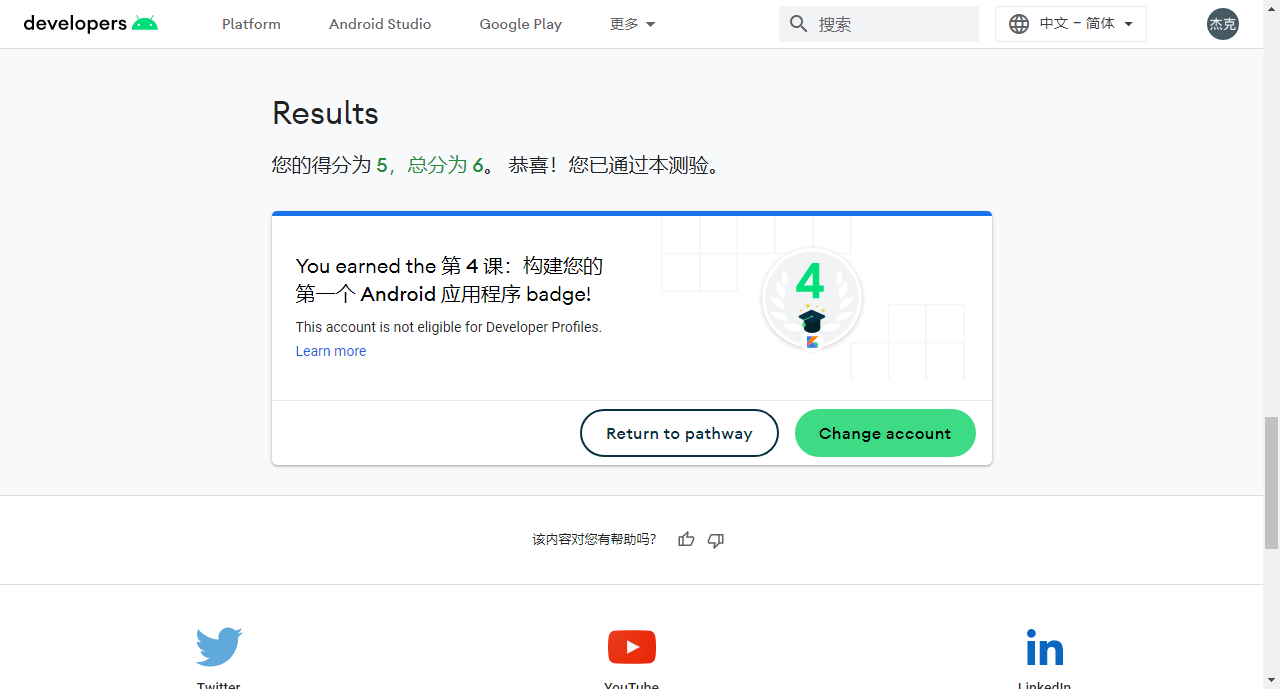 developers
Platform
Android Studio
Google Play
更多
搜索
中文 – 简体
杰克
Results
您的得分为 5，总分为 6。 恭喜！您已通过本测验。
You earned the 第 4 课：构建您的
第一个 Android 应用程序 badge!
This account is not eligible for Developer Profiles.
Learn more
4
Return to pathway
Change account
该内容对您有帮助吗？
Twitter
YouTube
LinkedIn